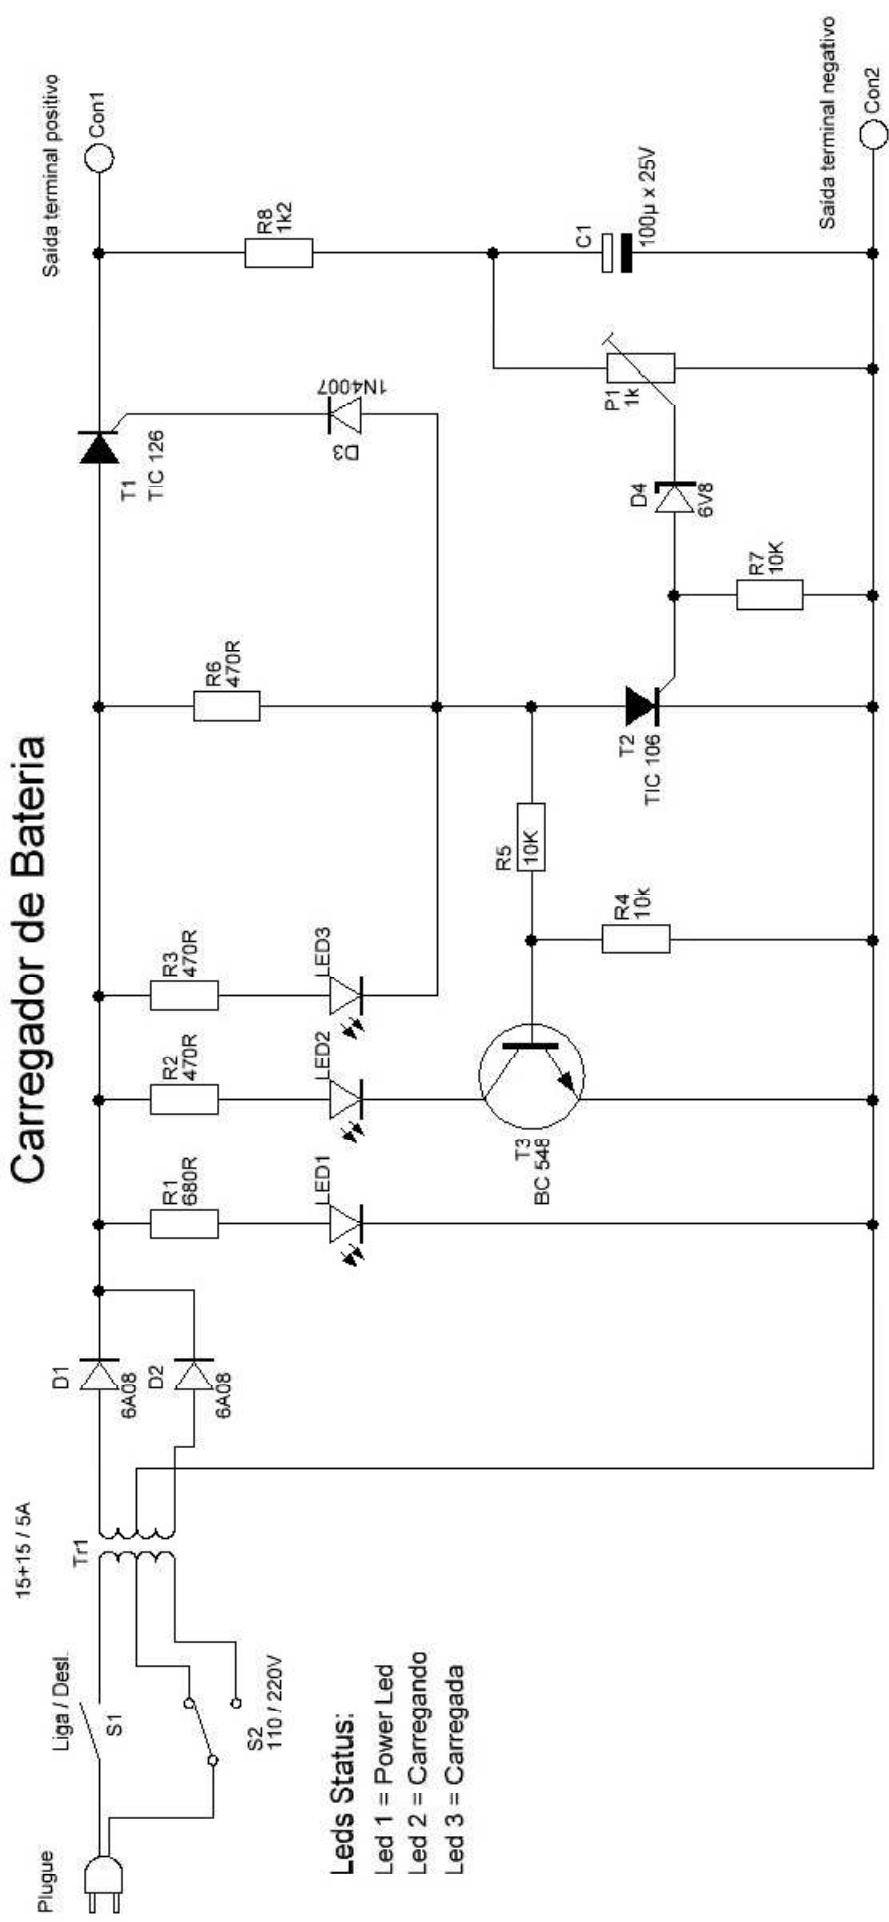 Carregador de Bateria
Plugue
Liga / Desl.
S1
S2
110 / 220V
15+15 / 5A
Tr1
D1
6A08
D2
6A08
R1
680R
LED1
R2
470R
LED2
R3
470R
LED3
T3
BC 548
R4
10k
R5
10K
R6
470R
T2
TIC 106
R7
10K
D4
6V8
T1
TIC 126
D3
1N4007
P1
1k
R8
1k2
C1
100µ x 25V
Saída terminal positivo
Con1
Saída terminal negativo
Con2
Leds Status:
Led 1 = Power Led
Led 2 = Carregando
Led 3 = Carregada